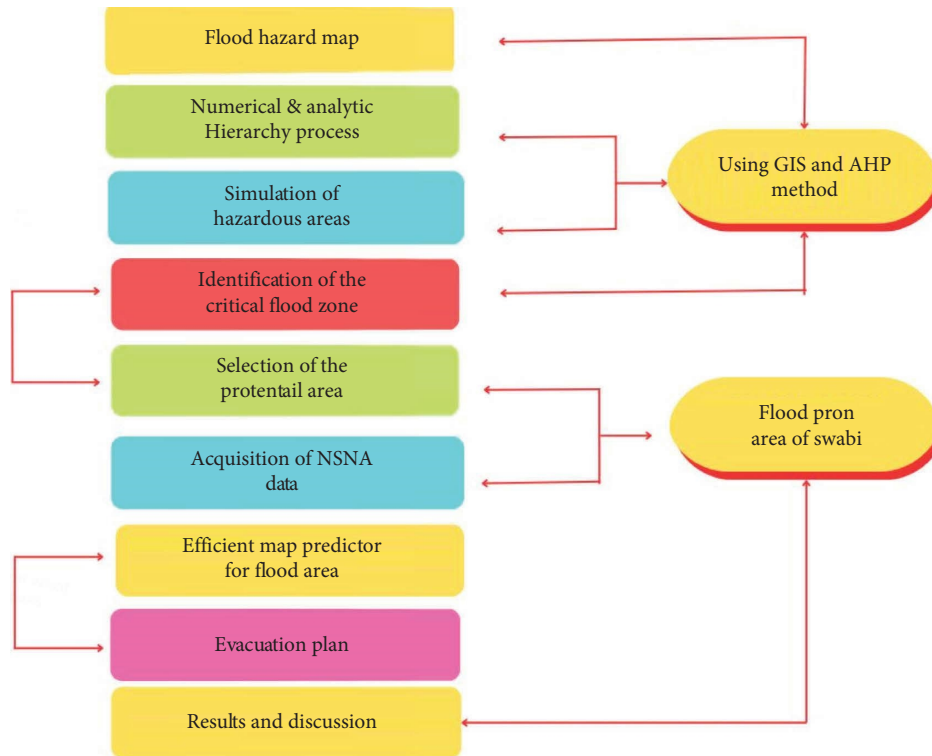 Flood hazard map
Numerical & analytic
Hierarchy process
Simulation of
hazardous areas
Identification of the
critical flood zone
Selection of the
protentail area
Acquisition of NSNA
data
Efficient map predictor
for flood area
Evacuation plan
Results and discussion
Using GIS and AHP
method
Flood pron
area of swabi